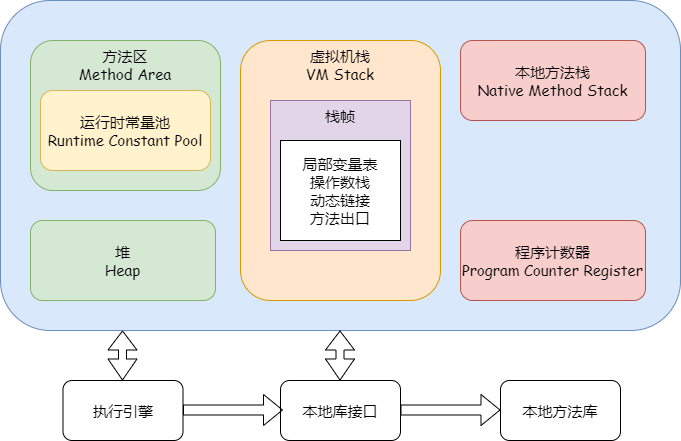 方法区
Method Area
运行时常量池
Runtime Constant Pool
堆
Heap
虚拟机栈
VM Stack
栈帧
局部变量表
操作数栈
动态链接
方法出口
本地方法栈
Native Method Stack
程序计数器
Program Counter Register
执行引擎
本地库接口
本地方法库